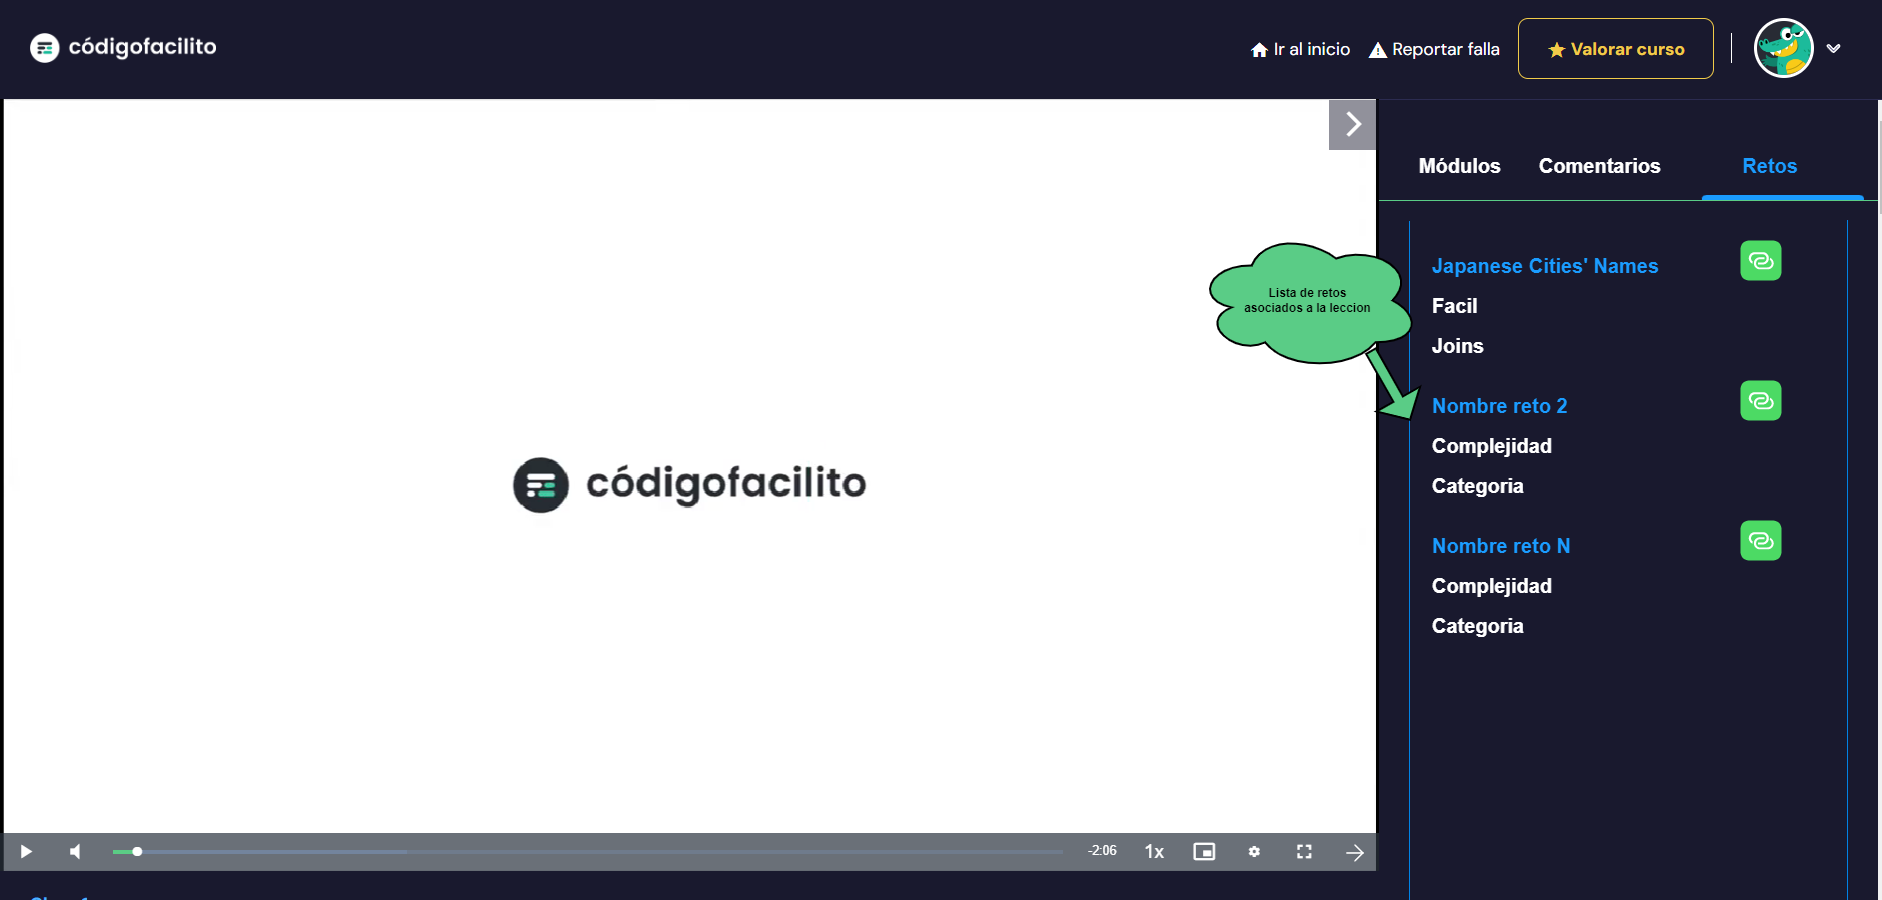 códigofacilito
Ir al inicio
Reportar falla
Valorar curso
Módulos
Comentarios
Retos
Lista de retos
asociados a la leccion
Japanese Cities' Names
Facil
Joins
Nombre reto 2
Complejidad
Categoria
Nombre reto N
Complejidad
Categoria
códigofacilito
-2:06
1x